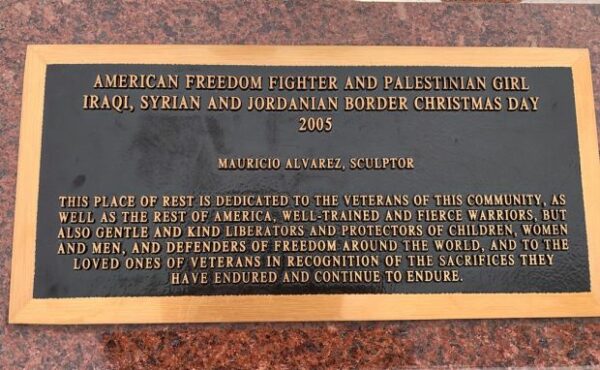 AMERICAN FREEDOM FIGHTER AND PALESTINIAN GIRL
IRAQI, SYRIAN AND JORDANIAN BORDER CHRISTMAS DAY
2005
MAURICIO ALVAREZ, SCULPTOR
THIS PLACE OF REST IS DEDICATED TO THE VETERANS OF THIS COMMUNITY, AS
WELL AS THE REST OF AMERICA, WELL-TRAINED AND FIERCE WARRIORS, BUT
ALSO GENTLE AND KIND LIBERATORS AND PROTECTORS OF CHILDREN, WOMEN
AND MEN, AND DEFENDERS OF FREEDOM AROUND THE WORLD, AND TO THE
LOVED ONES OF VETERANS IN RECOGNITION OF THE SACRIFICES THEY
HAVE ENDURED AND CONTINUE TO ENDURE.